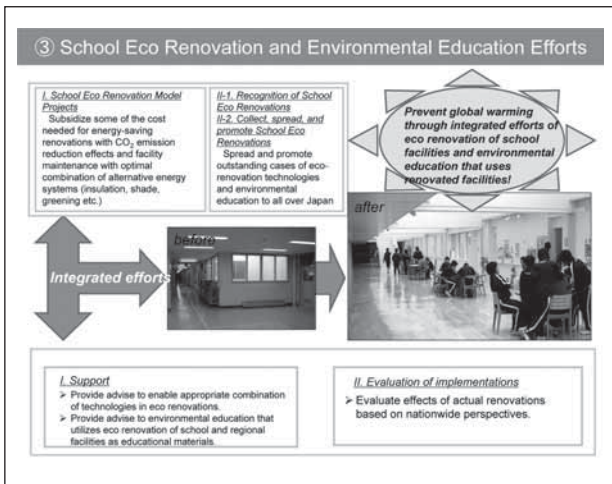 ③ School Eco Renovation and Environmental Education Efforts
I. School Eco Renovation Model
Projects
Subsidize some of the cost
needed for energy-saving
renovations with CO₂ emission
reduction effects and facility
maintenance with optimal
combination of alternative energy
systems (insulation, shade,
greening etc.)
II-1. Recognition of School
Eco Renovations
II-2. Collect, spread, and
promote School Eco
Renovations
Spread and promote
outstanding cases of eco-
renovation technologies
and environmental
education to all over Japan
Prevent global warming
through integrated efforts of
eco renovation of school
facilities and environmental
education that uses
renovated facilities!
before
after
Integrated efforts
I. Support
➢ Provide advise to enable appropriate combination
of technologies in eco renovations.
➢ Provide advise to environmental education that
utilizes eco renovation of school and regional
facilities as educational materials.
II. Evaluation of implementations
➢ Evaluate effects of actual renovations
based on nationwide perspectives.